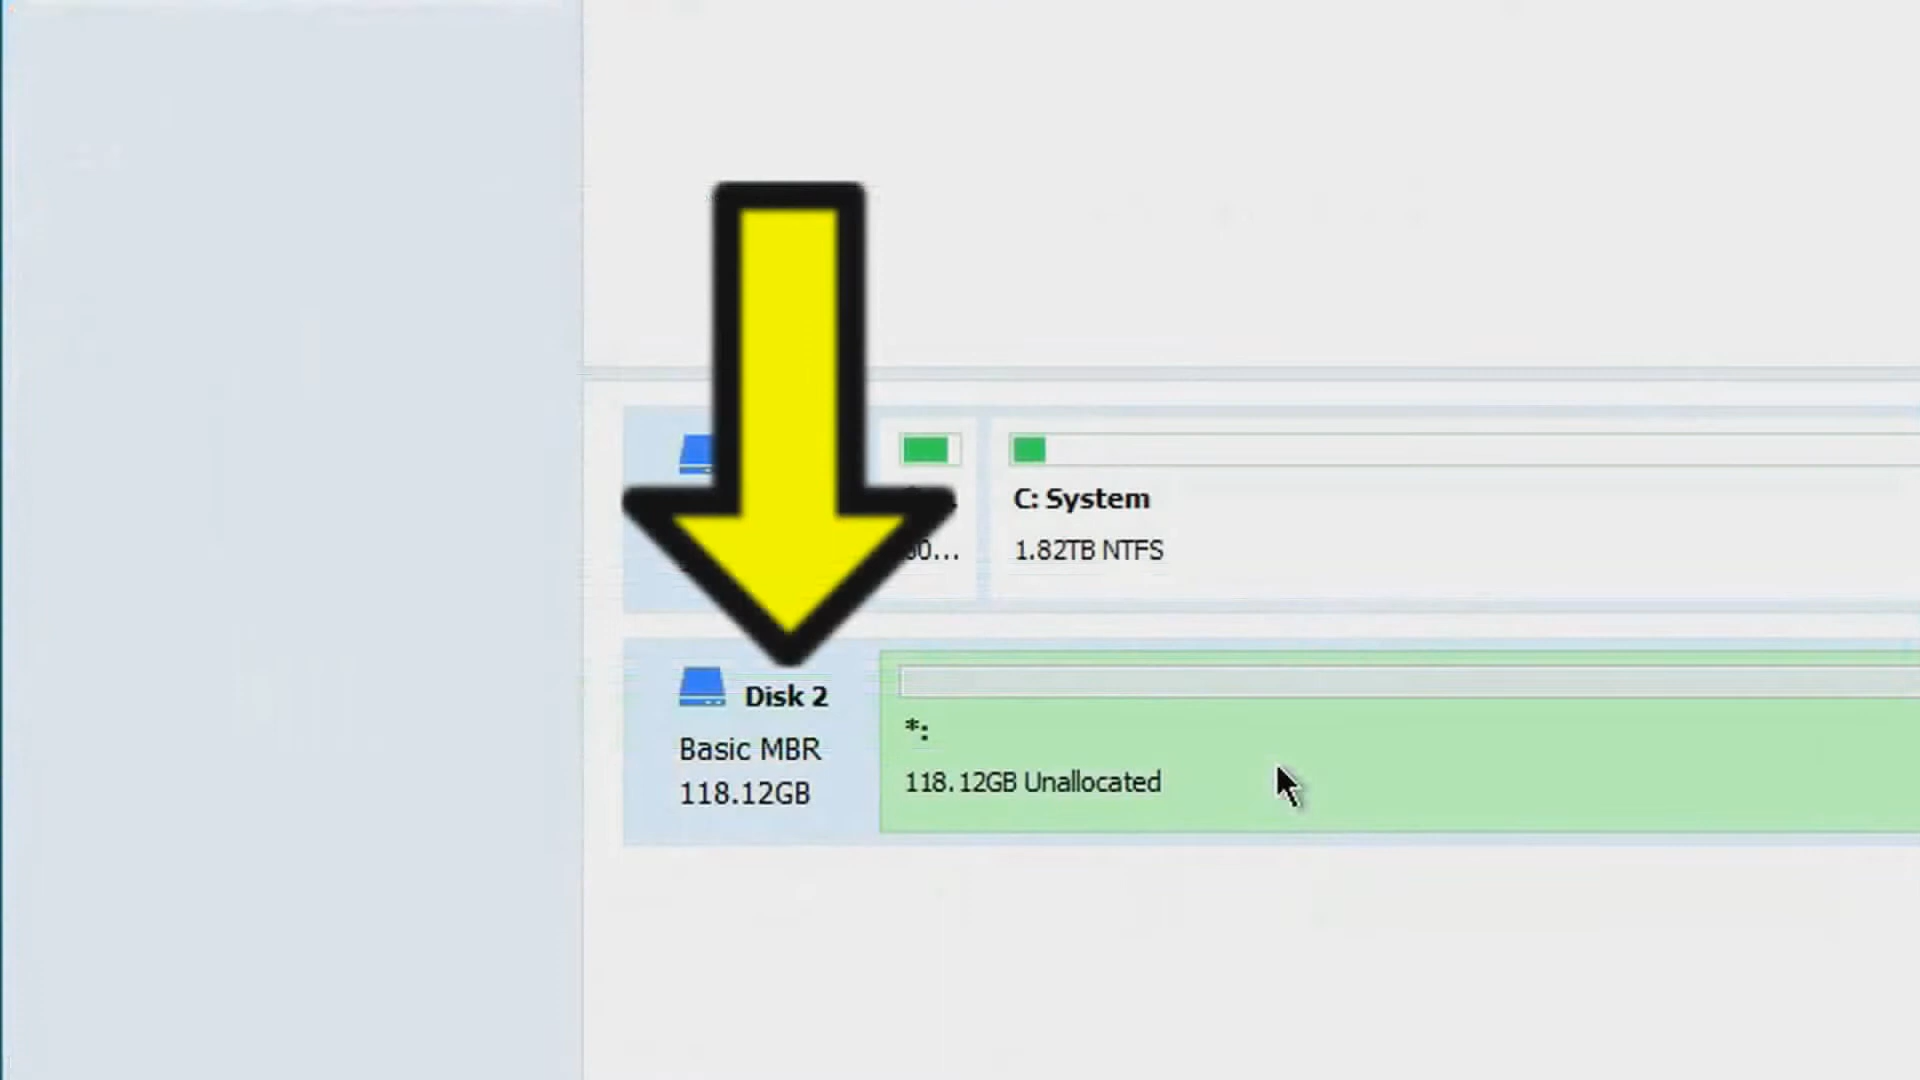 C: System
1.82TB NTFS
Disk 2
Basic MBR
118.12GB
*:
118.12GB Unallocated